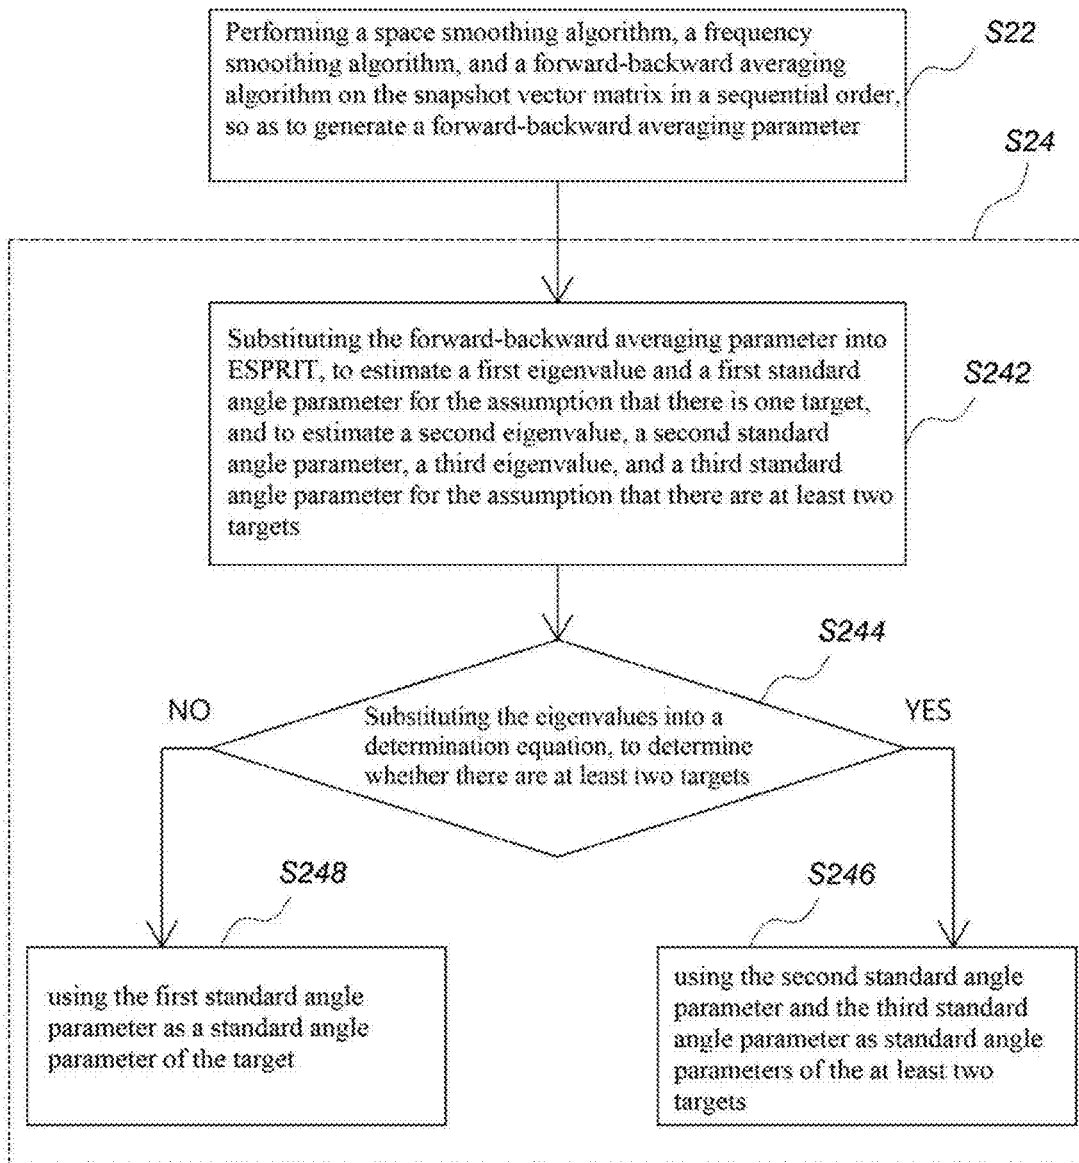 Performing a space smoothing algorithm, a frequency
smoothing algorithm, and a forward-backward averaging
algorithm on the snapshot vector matrix in a sequential order,
so as to generate a forward-backward averaging parameter
S22
S24
Substituting the forward-backward averaging parameter into
ESPRIT, to estimate a first eigenvalue and a first standard
angle parameter for the assumption that there is one target,
and to estimate a second eigenvalue, a second standard
angle parameter, a third eigenvalue, and a third standard
angle parameter for the assumption that there are at least two
targets
S242
S244
NO
Substituting the eigenvalues into a
determination equation, to determine
whether there are at least two targets
YES
S248
using the first standard angle
parameter as a standard angle
parameter of the target
S246
using the second standard angle
parameter and the third standard
angle parameter as standard angle
parameters of the at least two
targets